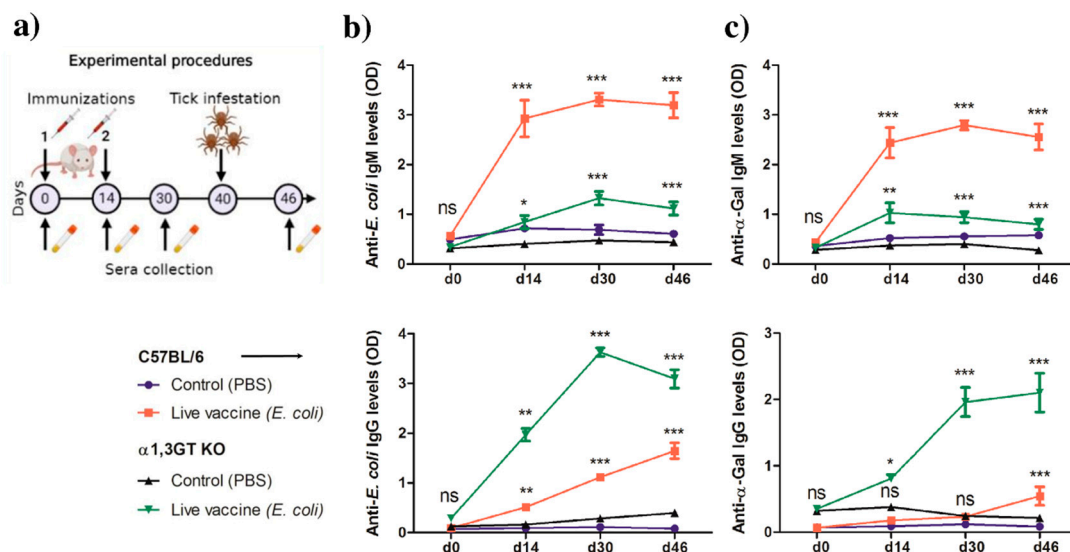 a)
Experimental procedures
Immunizations
Tick infestation
1
2
Days
0
14
30
40
46
Sera collection
C57BL/6
Control (PBS)
Live vaccine (E. coli)
α1,3GT KO
Control (PBS)
Live vaccine (E. coli)
b)
Anti-E. coli IgM levels (OD)
4
3
2
1
0
ns
***
***
***
*
***
***
d0
d14
d30
d46
Anti-E. coli IgG levels (OD)
4
3
2
1
0
ns
**
***
***
**
***
***
d0
d14
d30
d46
c)
Anti-α-Gal IgM levels (OD)
4
3
2
1
0
ns
***
***
***
**
***
***
d0
d14
d30
d46
Anti-α-Gal IgG levels (OD)
3
2
1
0
ns
*
***
***
ns
ns
***
d0
d14
d30
d46